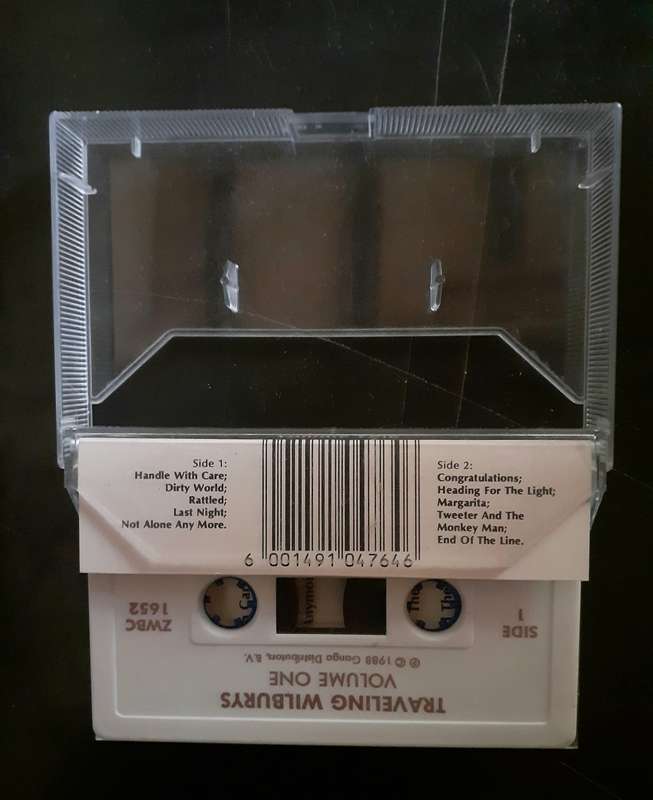 Side 1:
Handle With Care;
Dirty World;
Rattled;
Last Night;
Not Alone Any More.
Side 2:
Congratulations;
Heading For The Light;
Margarita;
Tweeter And The
Monkey Man;
End Of The Line.
6 001491 047646
TRAVELING WILBURYS
VOLUME ONE
℗ © 1988 Ganga Distributors, B.V.
SIDE
1
ZWBC
1652